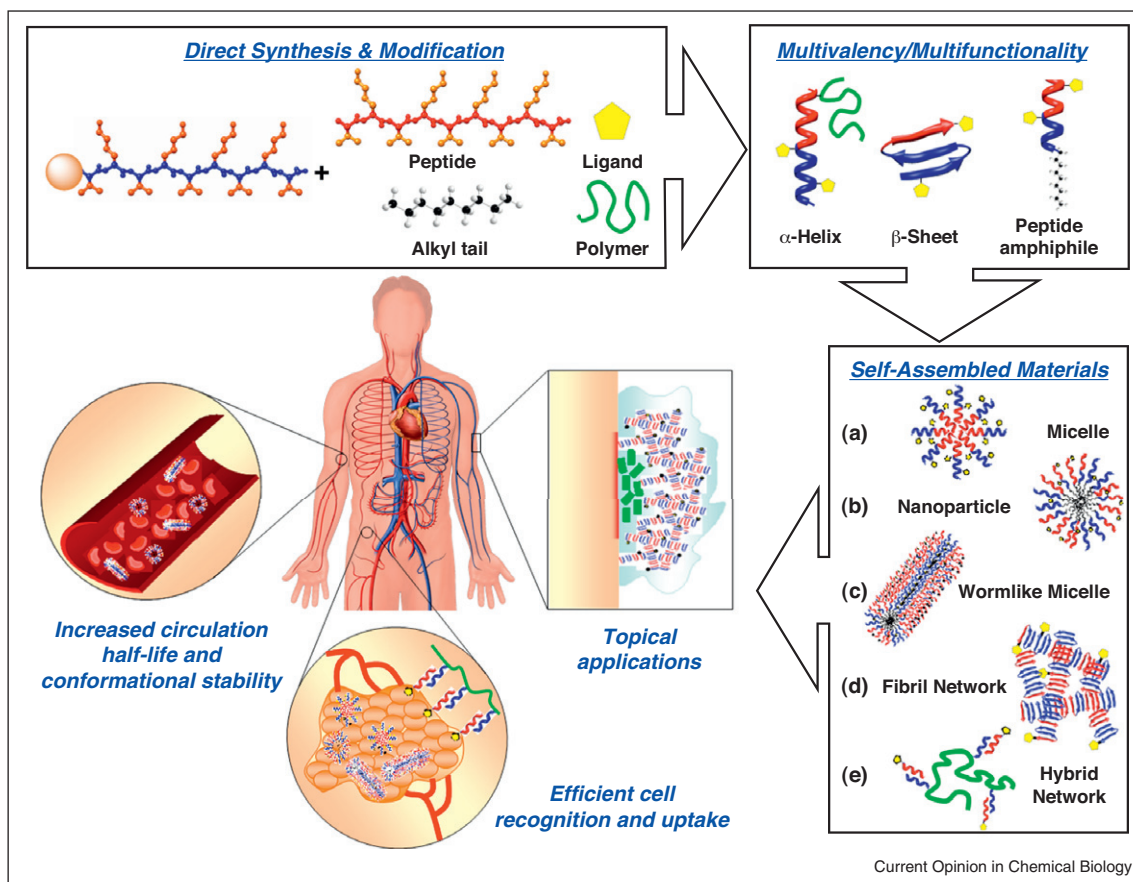 Direct Synthesis & Modification
+
Peptide
Ligand
Alkyl tail
Polymer
Multivalency/Multifunctionality
α-Helix
β-Sheet
Peptide
amphiphile
Self-Assembled Materials
(a)
Micelle
(b)
Nanoparticle
(c)
Wormlike Micelle
(d)
Fibril Network
(e)
Hybrid
Network
Increased circulation
half-life and
conformational stability
Topical
applications
Efficient cell
recognition and uptake
Current Opinion in Chemical Biology